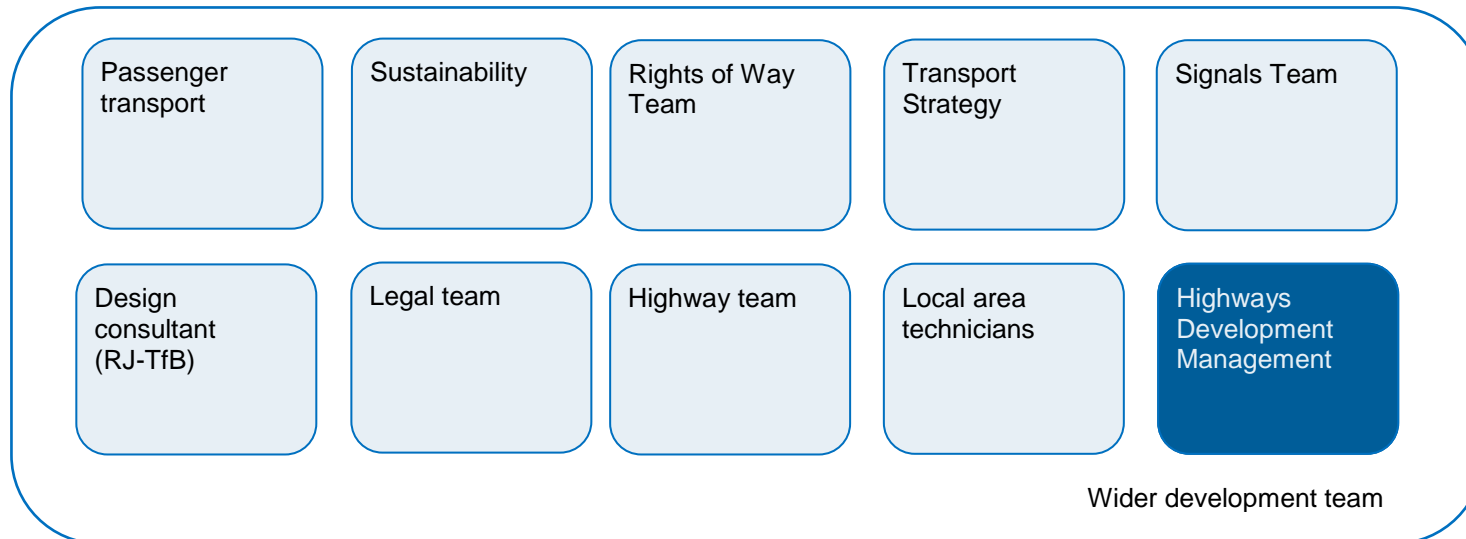 Passenger
transport
Sustainability
Rights of Way
Team
Transport
Strategy
Signals Team
Design
consultant
(RJ-TfB)
Legal team
Highway team
Local area
technicians
Highways
Development
Management
Wider development team